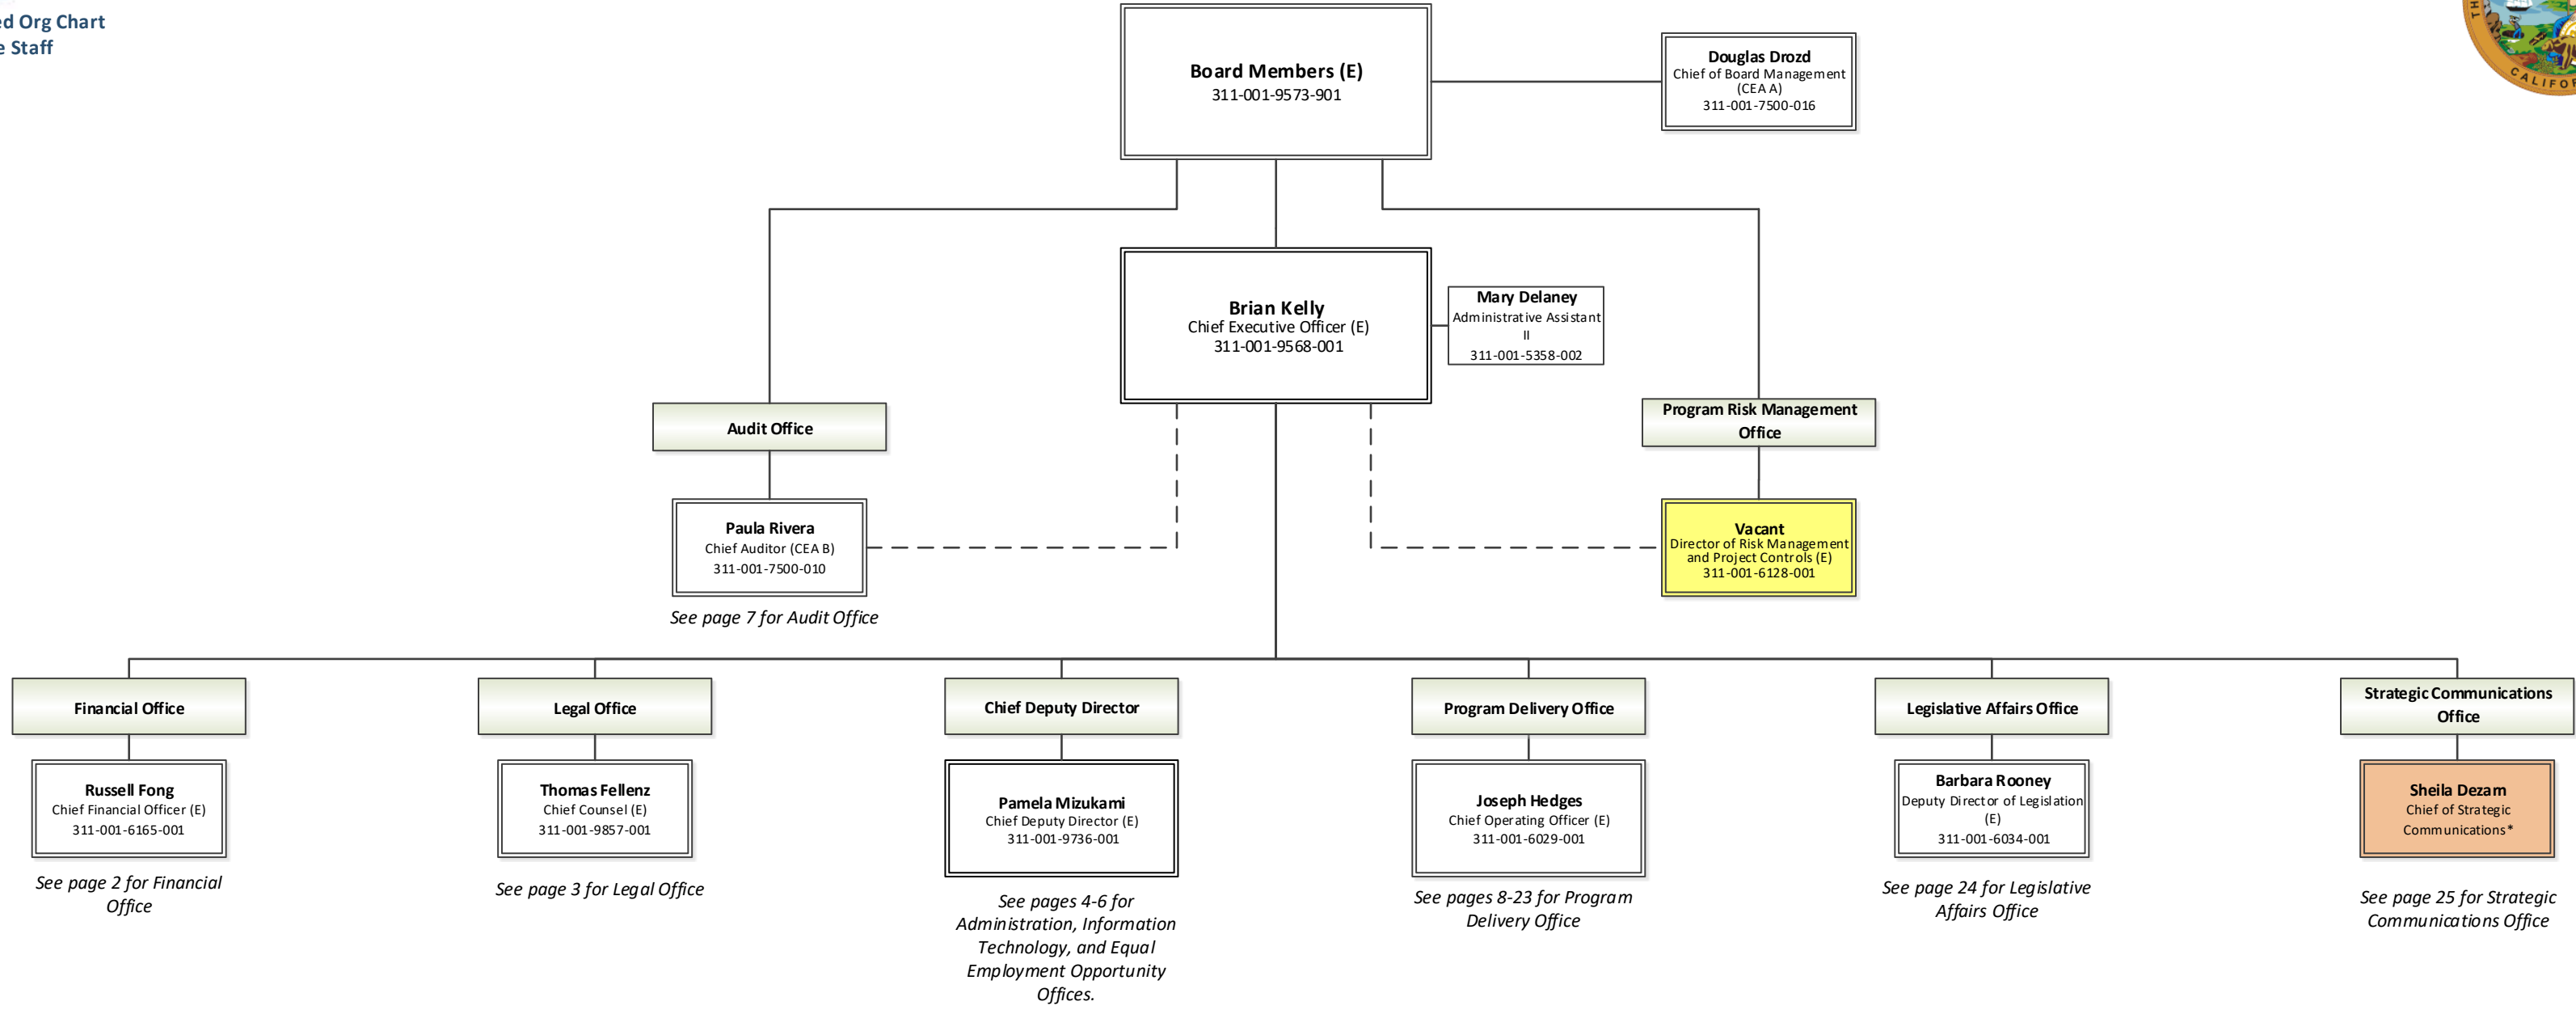 ed Org Chart
e Staff
CALIFO
Board Members (E)
311-001-9573-901
Douglas Drozd
Chief of Board Management
(CEA A)
311-001-7500-016
Brian Kelly
Chief Executive Officer (E)
311-001-9568-001
Mary Delaney
Administrative Assistant
II
311-001-5358-002
Audit Office
Program Risk Management
Office
Paula Rivera
Chief Auditor (CEA B)
311-001-7500-010
See page 7 for Audit Office
Vacant
Director of Risk Management
and Project Controls (E)
311-001-6128-001
Financial Office
Legal Office
Chief Deputy Director
Program Delivery Office
Legislative Affairs Office
Strategic Communications
Office
Russell Fong
Chief Financial Officer (E)
311-001-6165-001
See page 2 for Financial
Office
Thomas Fellenz
Chief Counsel (E)
311-001-9857-001
See page 3 for Legal Office
Pamela Mizukami
Chief Deputy Director (E)
311-001-9736-001
See pages 4-6 for
Administration, Information
Technology, and Equal
Employment Opportunity
Offices.
Joseph Hedges
Chief Operating Officer (E)
311-001-6029-001
See pages 8-23 for Program
Delivery Office
Barbara Rooney
Deputy Director of Legislation
(E)
311-001-6034-001
See page 24 for Legislative
Affairs Office
Sheila Dezarn
Chief of Strategic
Communications*
See page 25 for Strategic
Communications Office